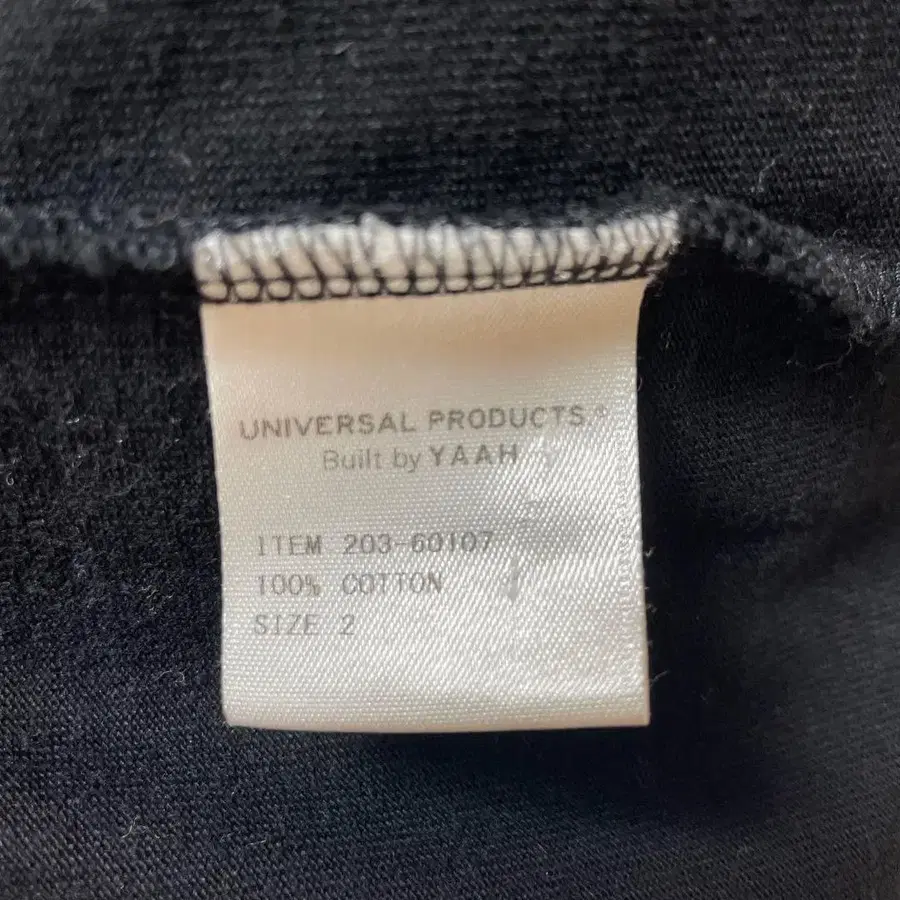 UNIVERSAL PRODUCTS.®
Built by YAAH
ITEM 203-60107
100% COTTON
SIZE 2